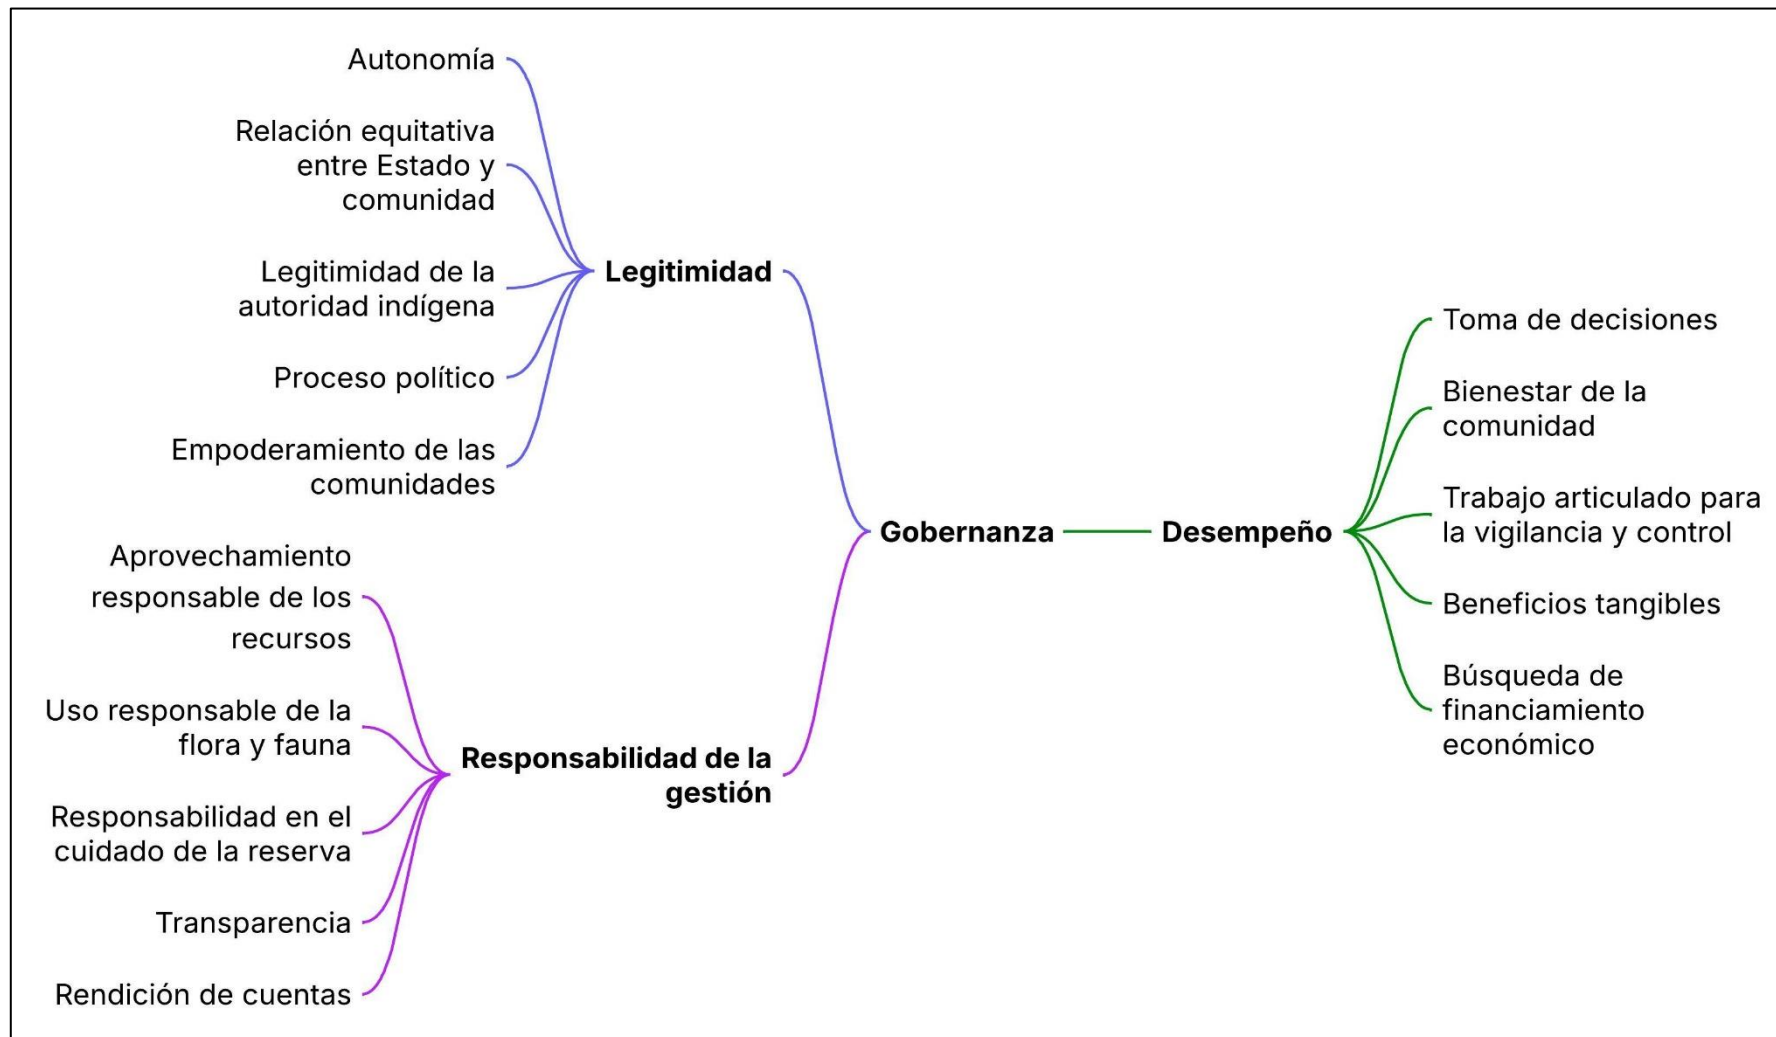 Autonomía
Relación equitativa
entre Estado y
comunidad
Legitimidad de la
autoridad indígena
Proceso político
Empoderamiento de las
comunidades
Legitimidad
Aprovechamiento
responsable de los
recursos
Uso responsable de la
flora y fauna
Responsabilidad en el
cuidado de la reserva
Transparencia
Rendición de cuentas
Responsabilidad de la
gestión
Gobernanza
Desempeño
Toma de decisiones
Bienestar de la
comunidad
Trabajo articulado para
la vigilancia y control
Beneficios tangibles
Búsqueda de
financiamiento
económico